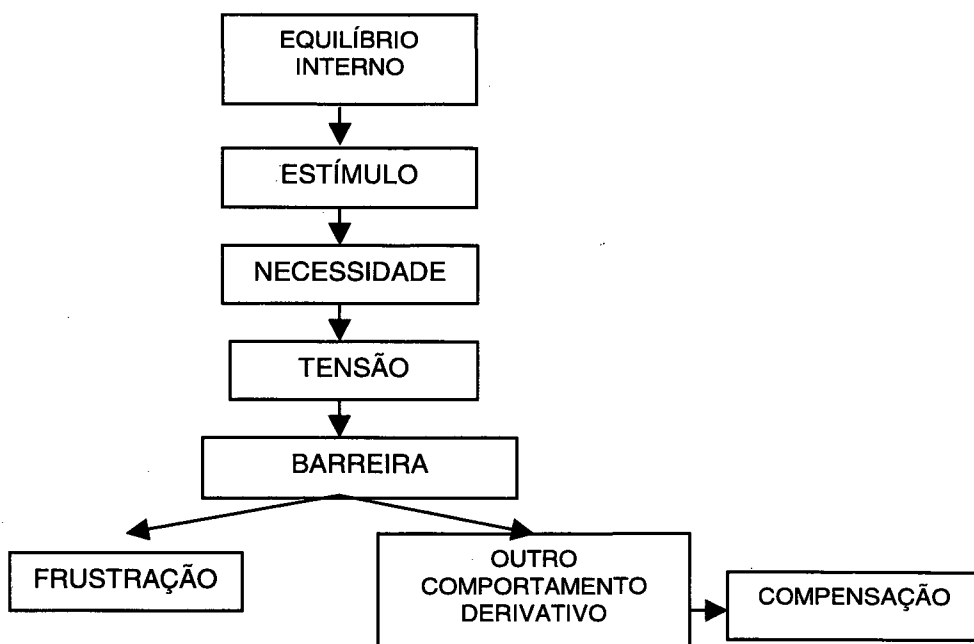 EQUILÍBRIO
INTERNO
ESTÍMULO
NECESSIDADE
TENSÃO
BARREIRA
FRUSTRAÇÃO
OUTRO
COMPORTAMENTO
DERIVATIVO
COMPENSAÇÃO